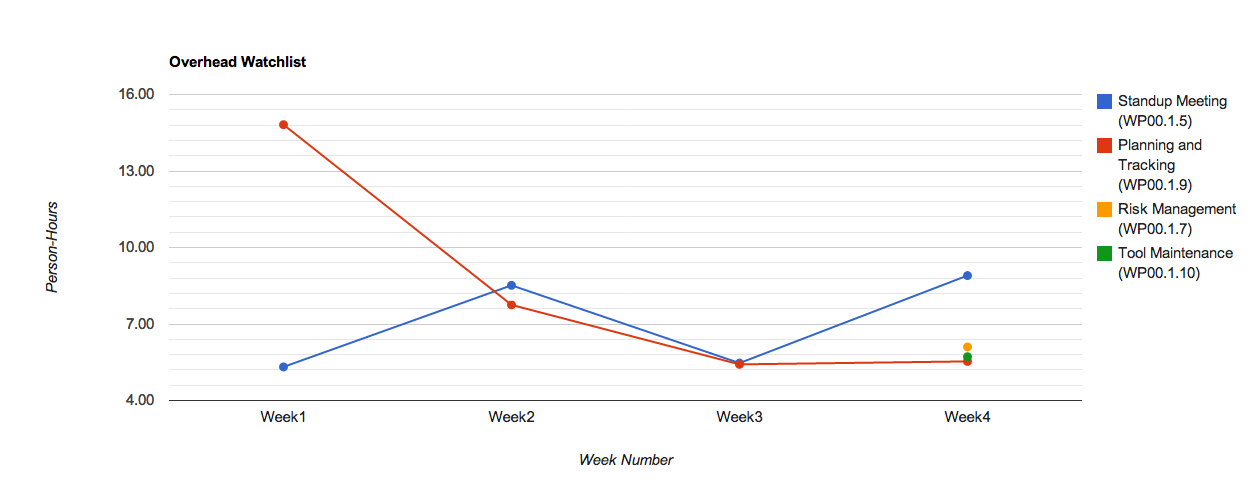 Overhead Watchlist
16.00
13.00
10.00
7.00
4.00
Person-Hours
Week1
Week2
Week3
Week4
Week Number
Standup Meeting
(WP00.1.5)
Planning and
Tracking
(WP00.1.9)
Risk Management
(WP00.1.7)
Tool Maintenance
(WP00.1.10)